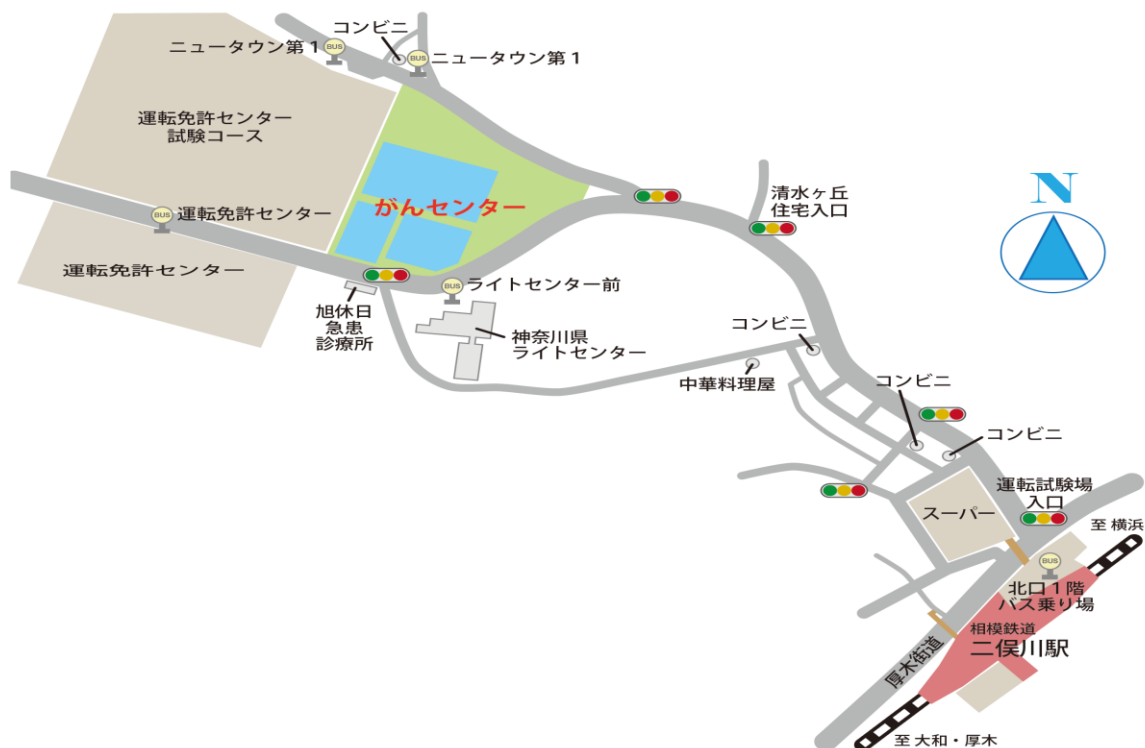 コンビニ
BUS
ニュータウン第1
BUS
ニュータウン第1
運転免許センター
試験コース
がんセンター
清水ヶ丘
住宅入口
N
BUS
運転免許センター
運転免許センター
BUS
ライトセンター前
旭休日
急患
診療所
神奈川県
ライトセンター
コンビニ
中華料理屋
コンビニ
コンビニ
スーパー
運転試験場
入口
至 横浜
BUS
北口1階
バス乗り場
相模鉄道
二俣川駅
厚木街道
至 大和・厚木